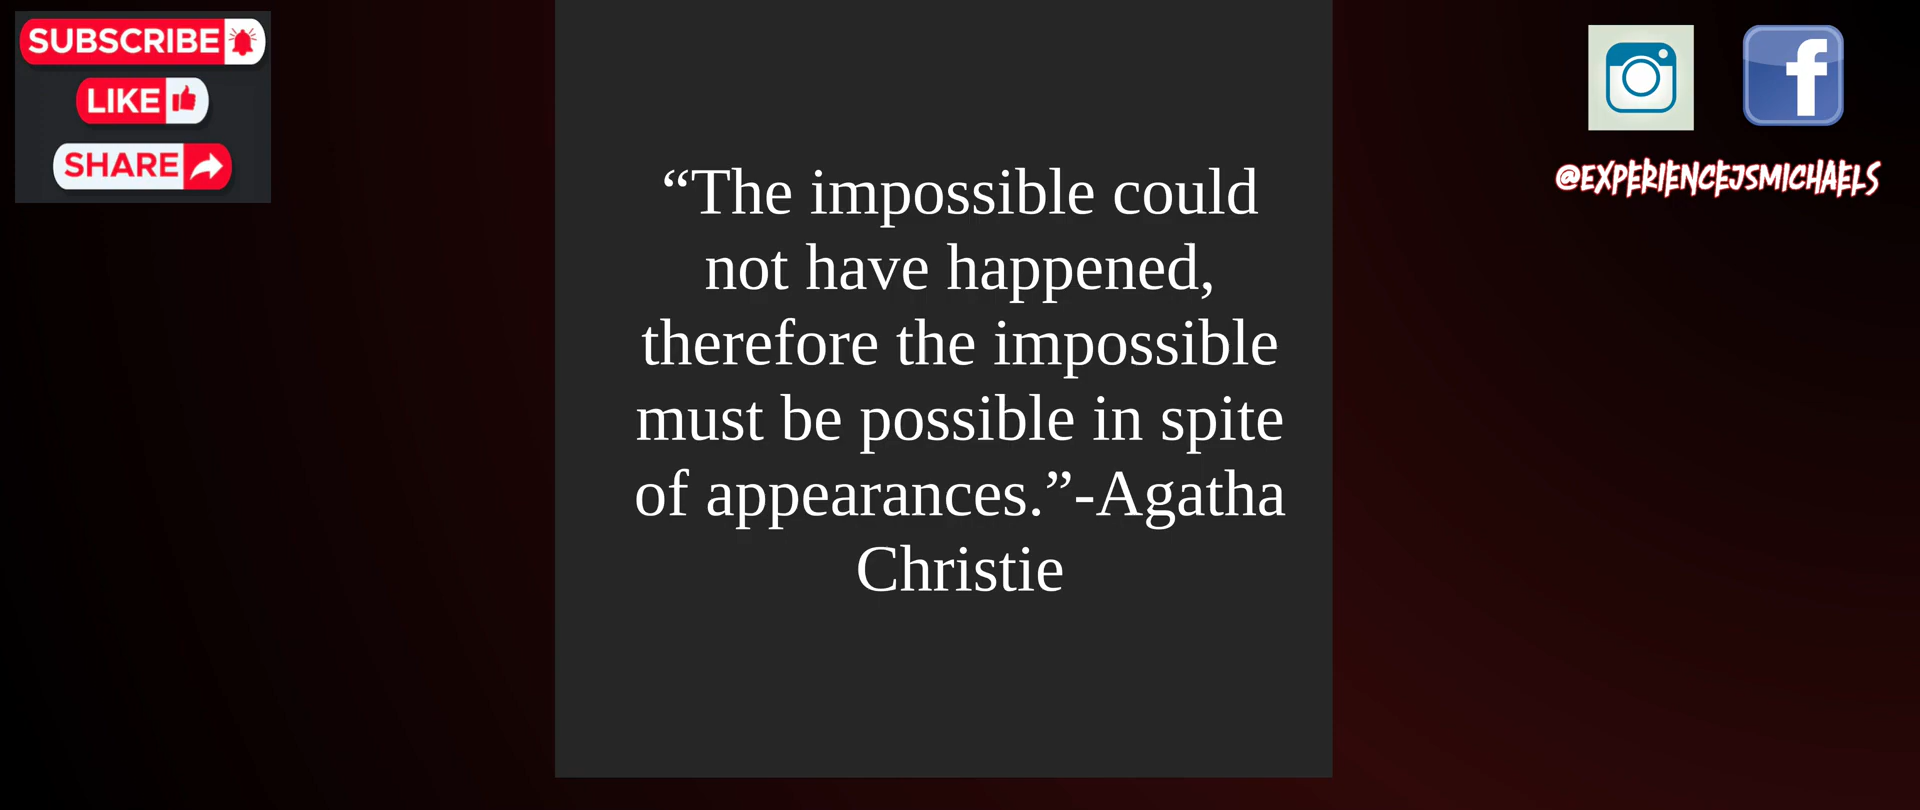 SUBSCRIBE
LIKE
SHARE
@EXPERIENCEJSMICHAELS
“The impossible could
not have happened,
therefore the impossible
must be possible in spite
of appearances.”-Agatha
Christie